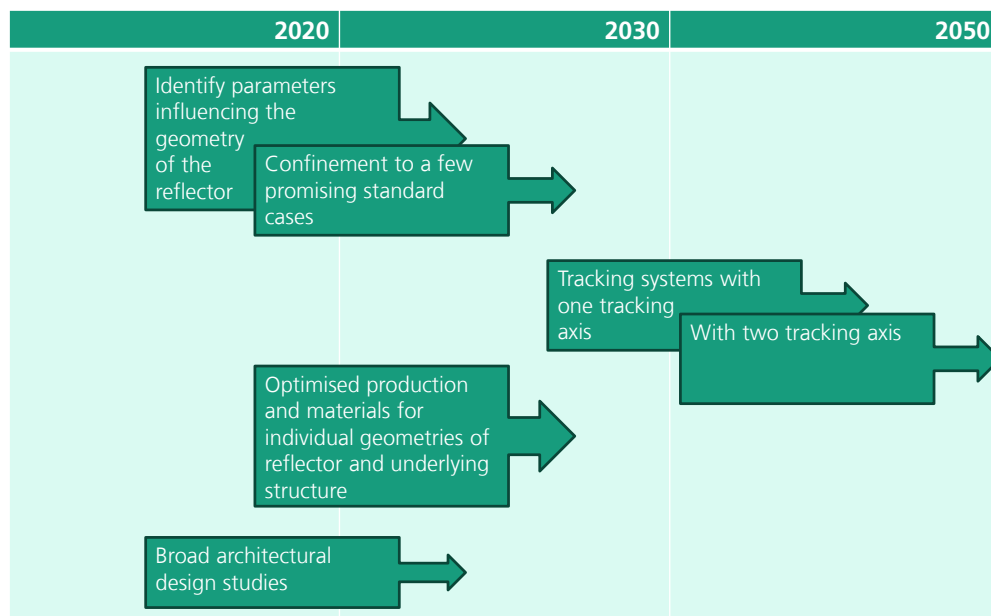 2020
2030
2050
Identify parameters
influencing the
geometry
of the
reflector
Confinement to a few
promising standard
cases
Tracking systems with
one tracking
axis
With two tracking axis
Optimised production
and materials for
individual geometries of
reflector and underlying
structure
Broad architectural
design studies